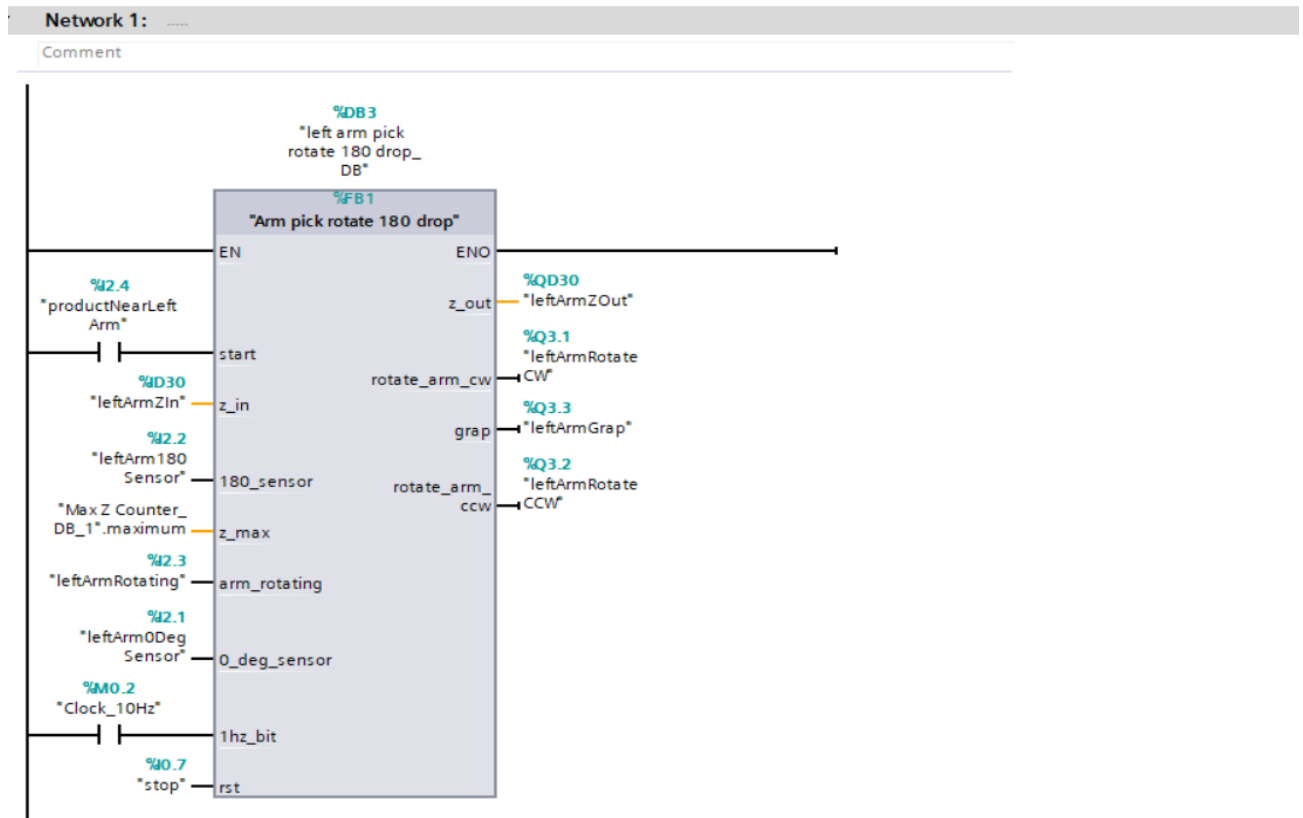 Network 1: .....
Comment
%DB3
"left arm pick
rotate 180 drop_
DB"
%FB1
"Arm pick rotate 180 drop"
EN
ENO
%I2.4
"productNearLeft
Arm"
start
%ID30
"leftArmZIn"
z_in
%I2.2
"leftArm180
Sensor"
180_sensor
"Max Z Counter_
DB_1".maximum
z_max
%I2.3
"leftArmRotating"
arm_rotating
%I2.1
"leftArm0Deg
Sensor"
0_deg_sensor
%M0.2
"Clock_10Hz"
1hz_bit
%I0.7
"stop"
rst
z_out
%QD30
"leftArmZOut"
rotate_arm_cw
%Q3.1
"leftArmRotate
CW"
grap
%Q3.3
"leftArmGrap"
rotate_arm_
ccw
%Q3.2
"leftArmRotate
CCW"